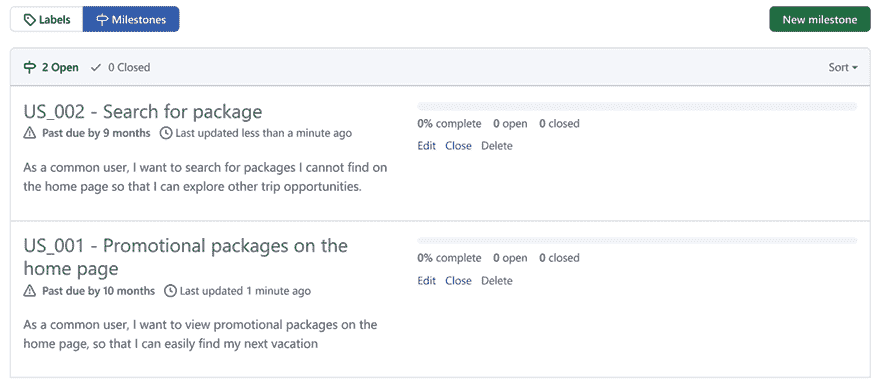 Labels Milestones New milestone
2 Open 0 Closed Sort
US_002 - Search for package
Past due by 9 months Last updated less than a minute ago
As a common user, I want to search for packages I cannot find on
the home page so that I can explore other trip opportunities.
0% complete 0 open 0 closed
Edit Close Delete
US_001 - Promotional packages on the
home page
Past due by 10 months Last updated 1 minute ago
As a common user, I want to view promotional packages on the
home page, so that I can easily find my next vacation
0% complete 0 open 0 closed
Edit Close Delete